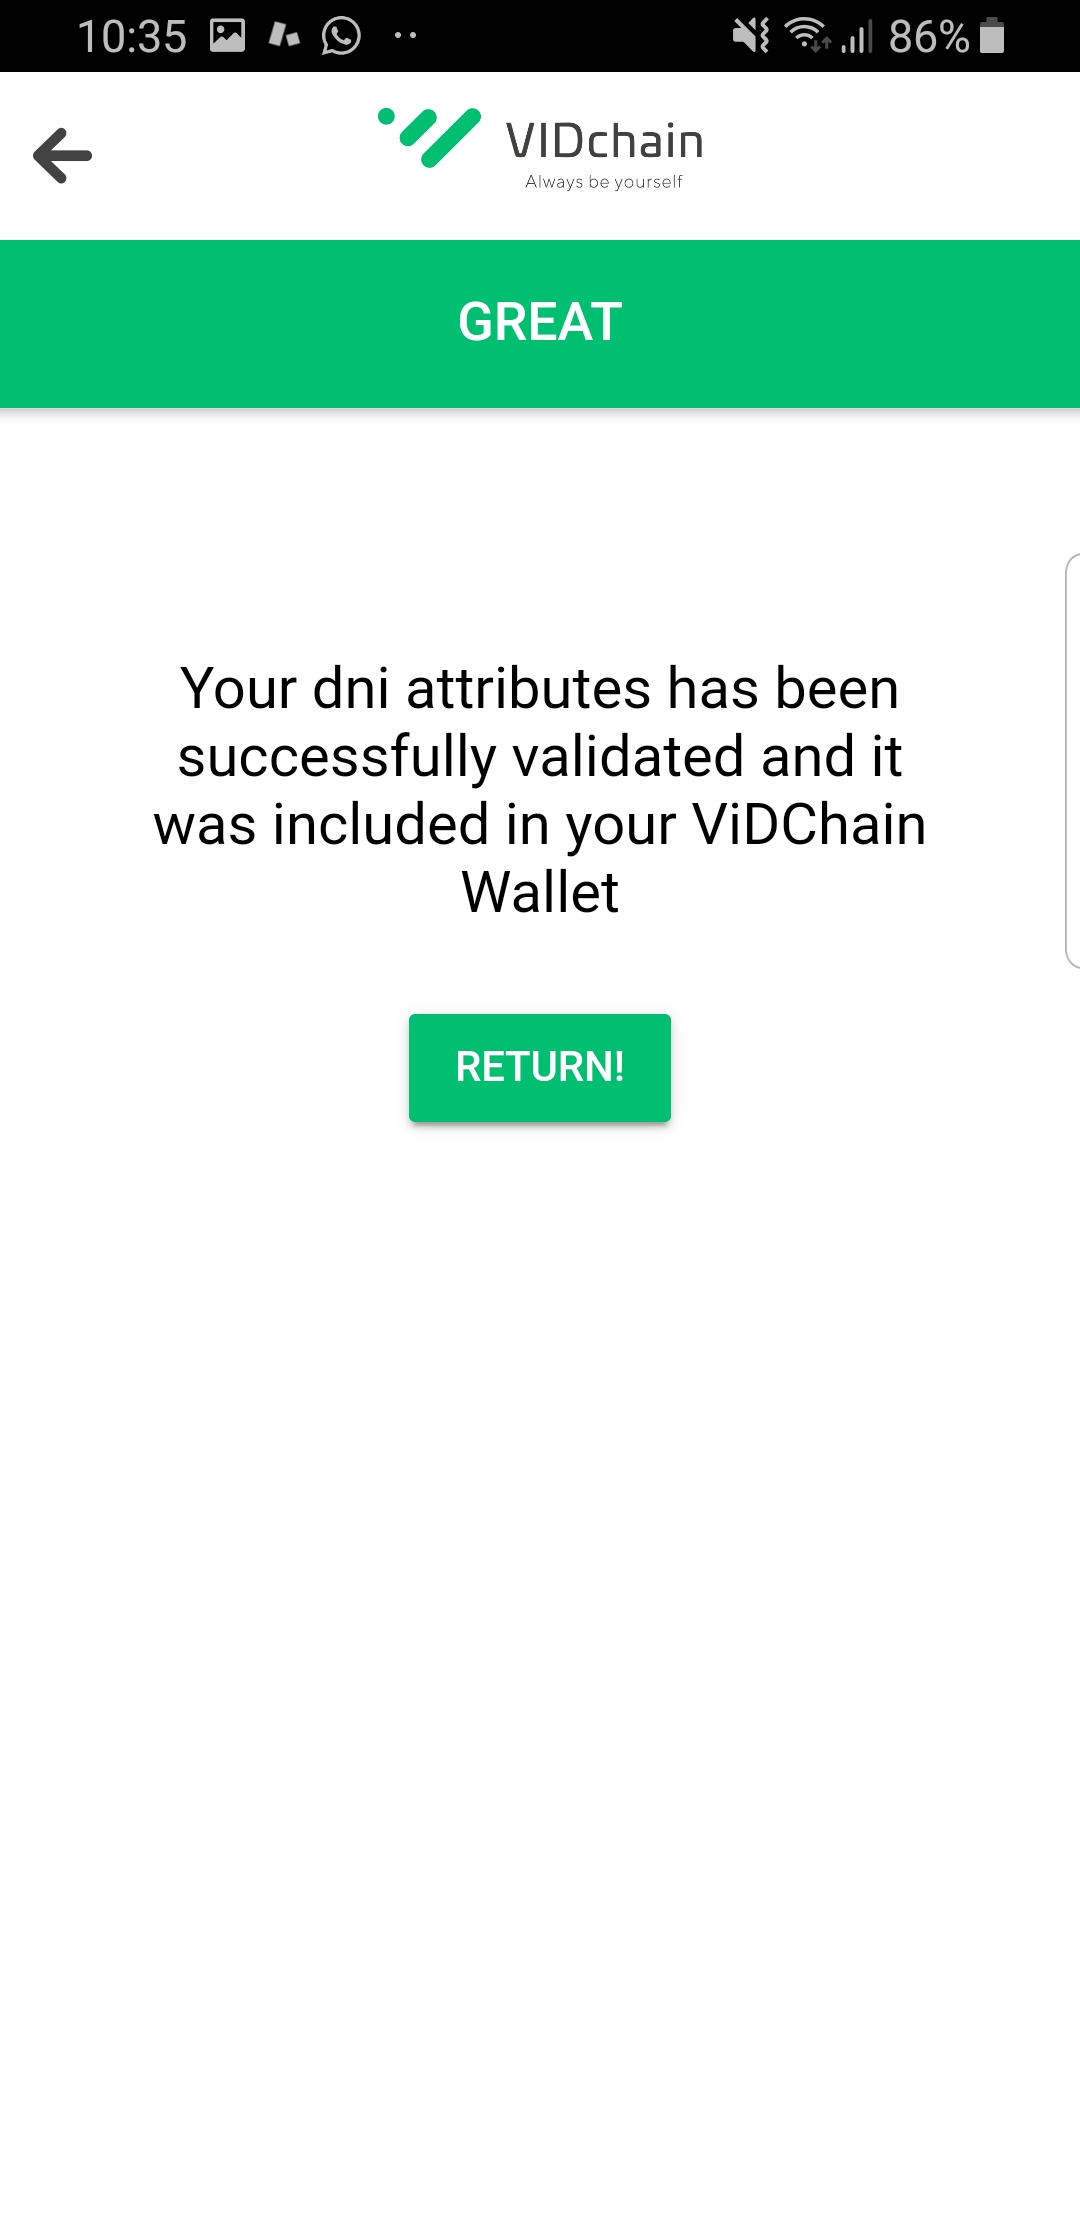 10:35 86%
VIDchain
Always be yourself
GREAT
Your dni attributes has been
successfully validated and it
was included in your ViDChain
Wallet
RETURN!